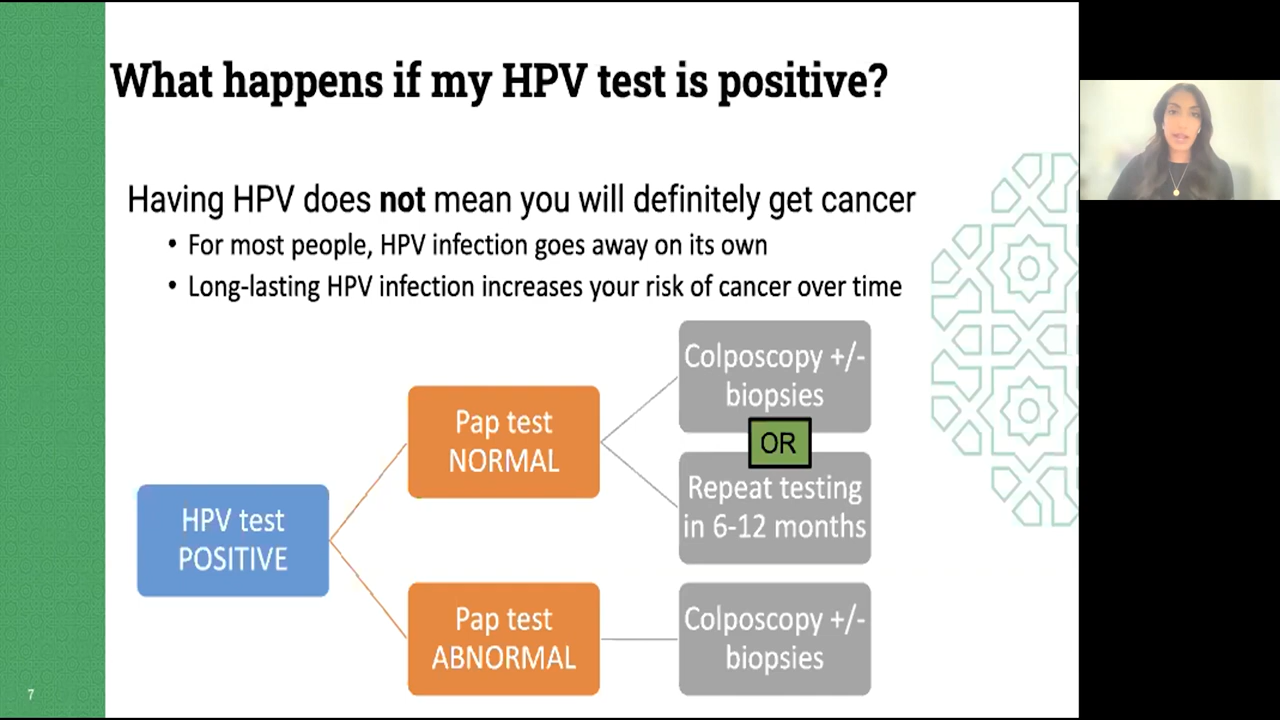 What happens if my HPV test is positive?
Having HPV does not mean you will definitely get cancer
• For most people, HPV infection goes away on its own
• Long-lasting HPV infection increases your risk of cancer over time
HPV test
POSITIVE
Pap test
NORMAL
Colposcopy +/-
biopsies
OR
Repeat testing
in 6-12 months
Pap test
ABNORMAL
Colposcopy +/-
biopsies
7